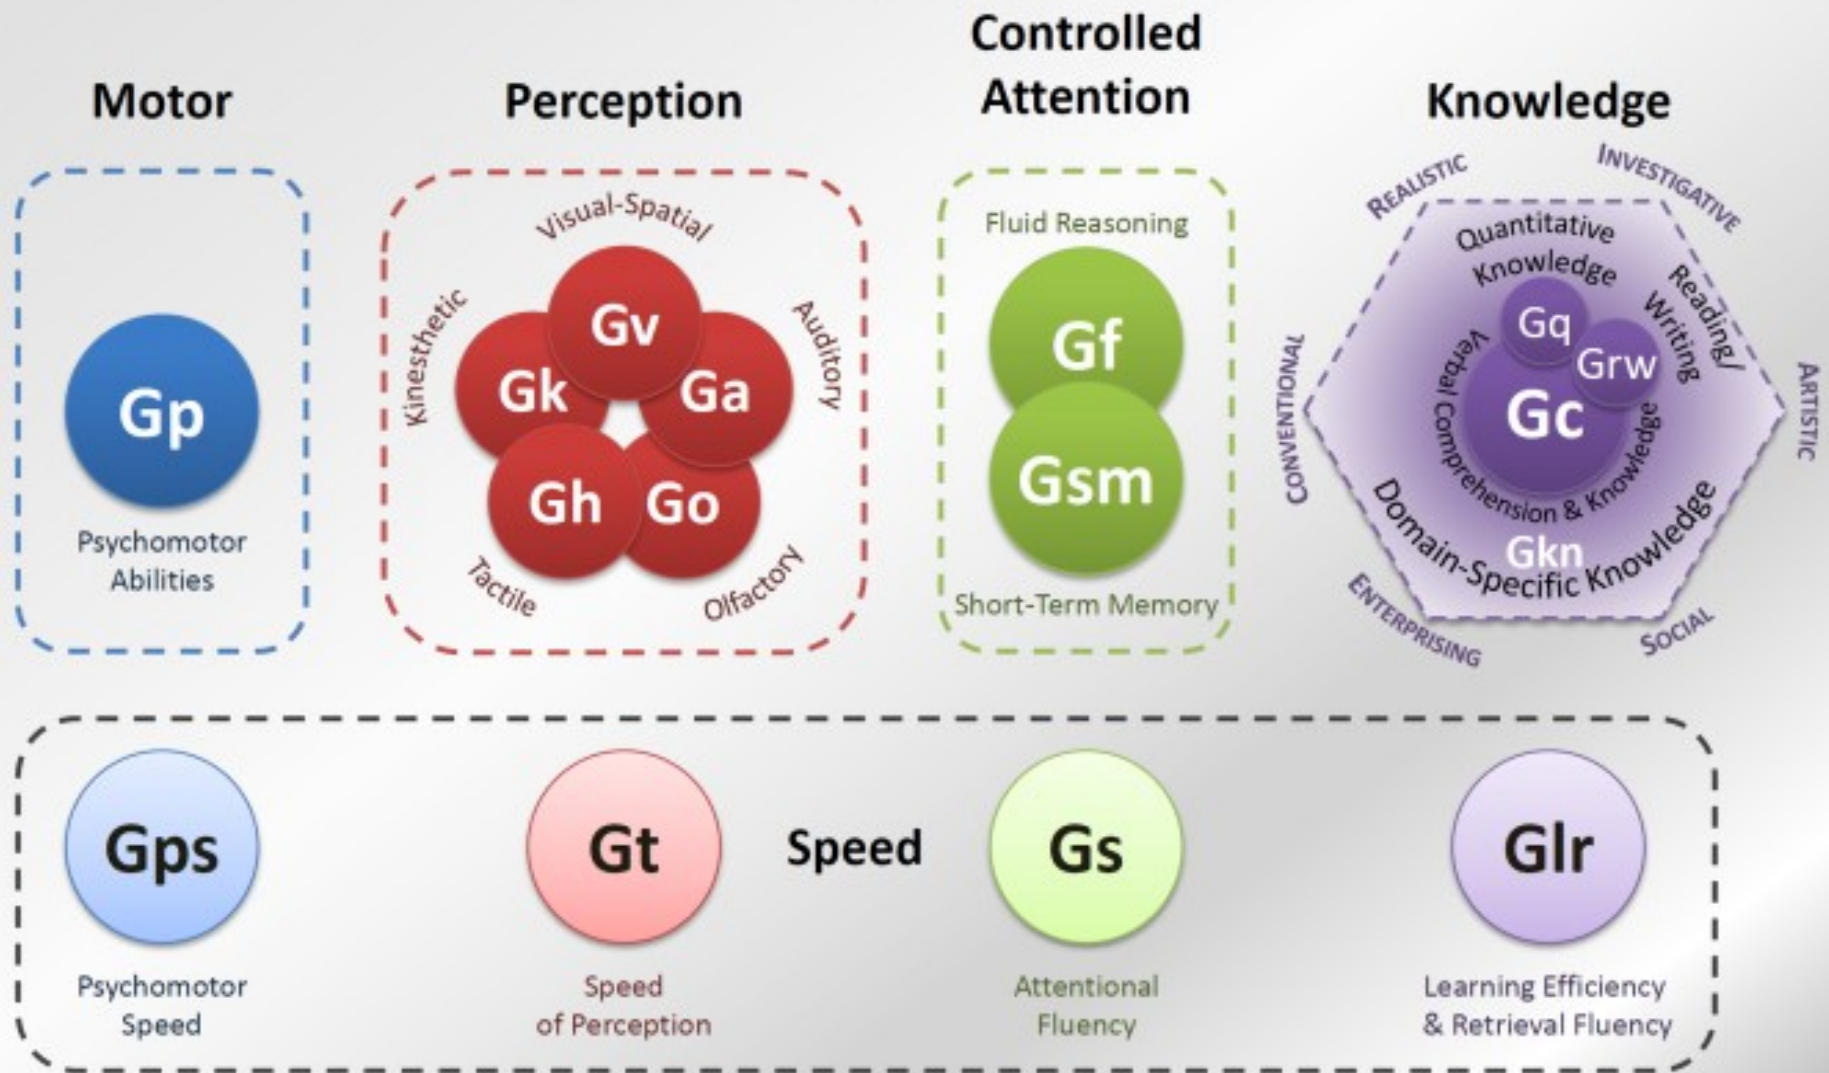 Motor
Perception
Controlled
Attention
Knowledge
Gp
Psychomotor
Abilities
Visual-Spatial
Kinesthetic
Auditory
Gv
Gk
Ga
Gh
Go
Tactile
Olfactory
Fluid Reasoning
Gf
Gsm
Short-Term Memory
REALISTIC
INVESTIGATIVE
CONVENTIONAL
ARTISTIC
ENTERPRISING
SOCIAL
Quantitative
Knowledge
Reading/
Writing
Gq
Grw
Gc
Verbal Comprehension & Knowledge
Gkn
Domain-Specific Knowledge
Gps
Gt
Speed
Gs
Glr
Psychomotor
Speed
Speed
of Perception
Attentional
Fluency
Learning Efficiency
& Retrieval Fluency